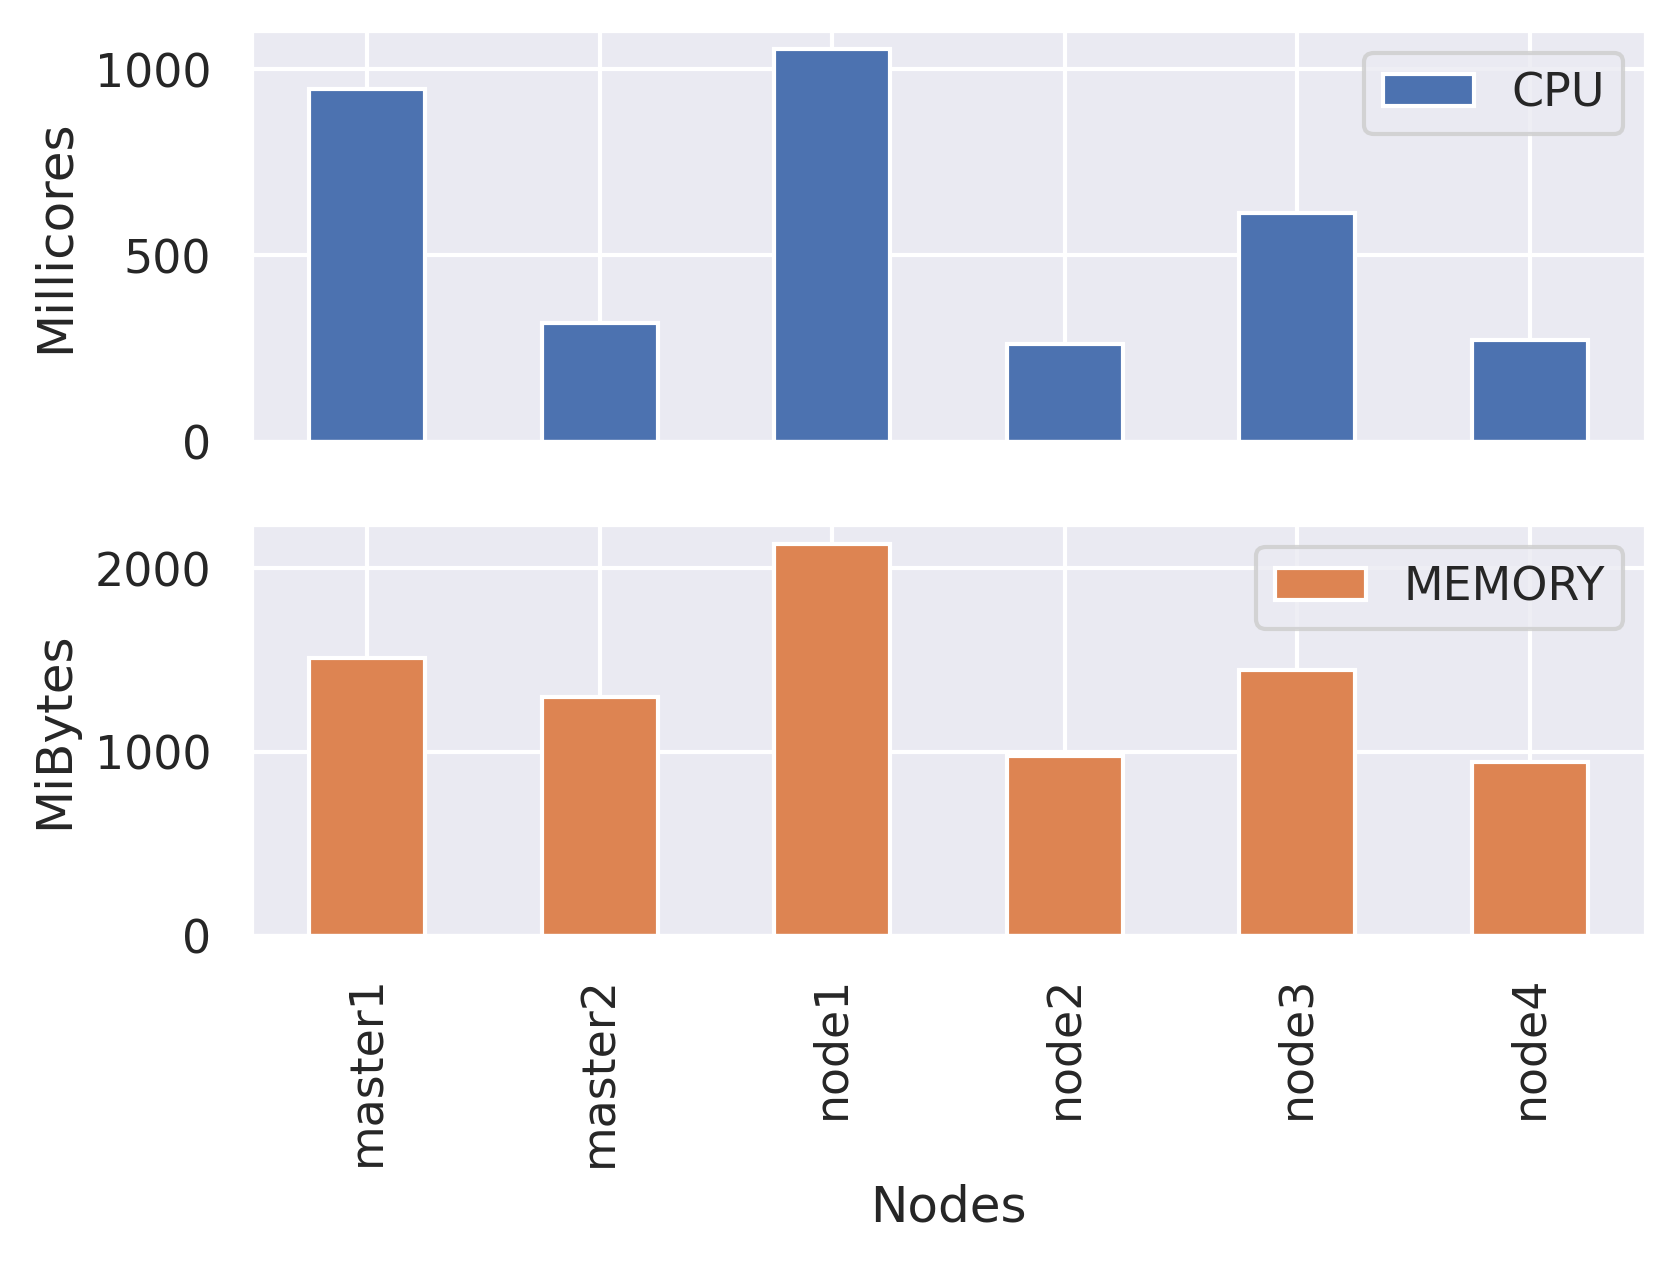 Millicores
1000
500
0
CPU
MiBytes
2000
1000
0
MEMORY
master1
master2
node1
node2
node3
node4
Nodes